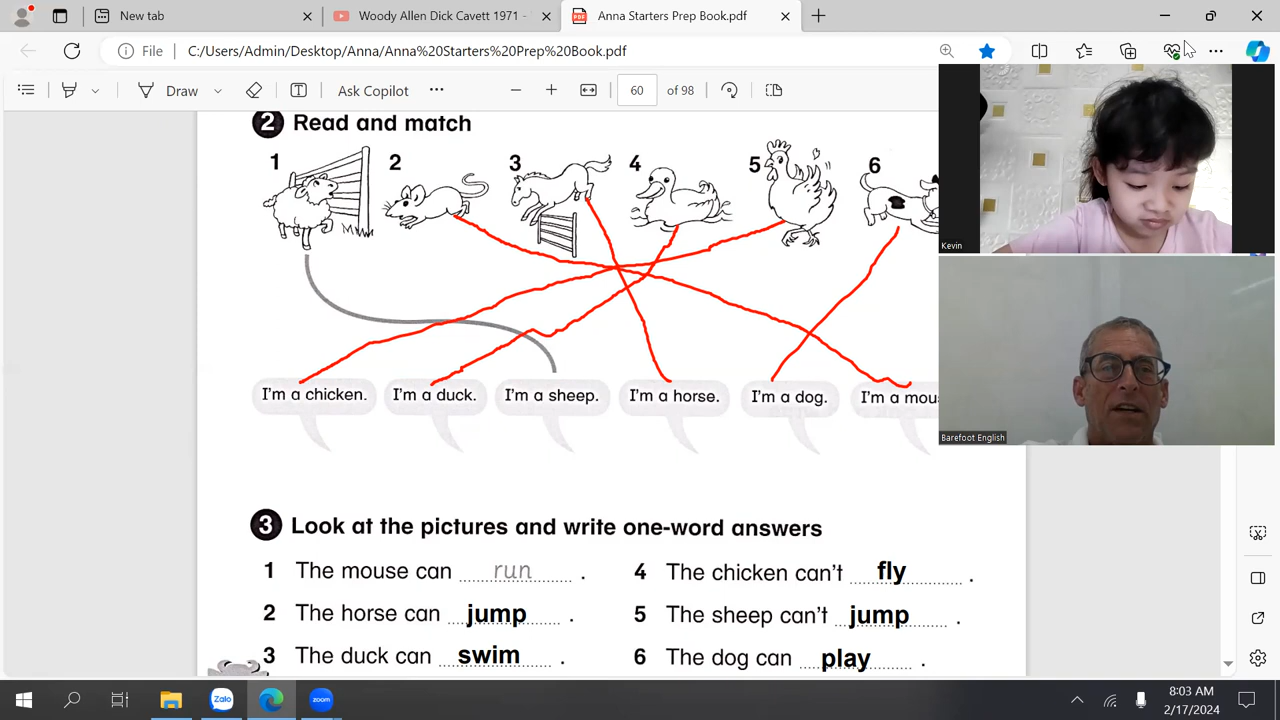 New tab
Woody Allen Dick Cavett 1971 -
Anna Starters Prep Book.pdf
File
C:/Users/Admin/Desktop/Anna/Anna%20Starters%20Prep%20Book.pdf
Draw
Ask Copilot
60 of 98
2 Read and match
1 2 3 4 5 6
I'm a chicken. I'm a duck. I'm a sheep. I'm a horse. I'm a dog. I'm a mous
3 Look at the pictures and write one-word answers
1 The mouse can run .
2 The horse can jump .
3 The duck can swim .
4 The chicken can't fly .
5 The sheep can't jump .
6 The dog can play .
Kevin
Barefoot English
Zalo
zoom
8:03 AM
2/17/2024